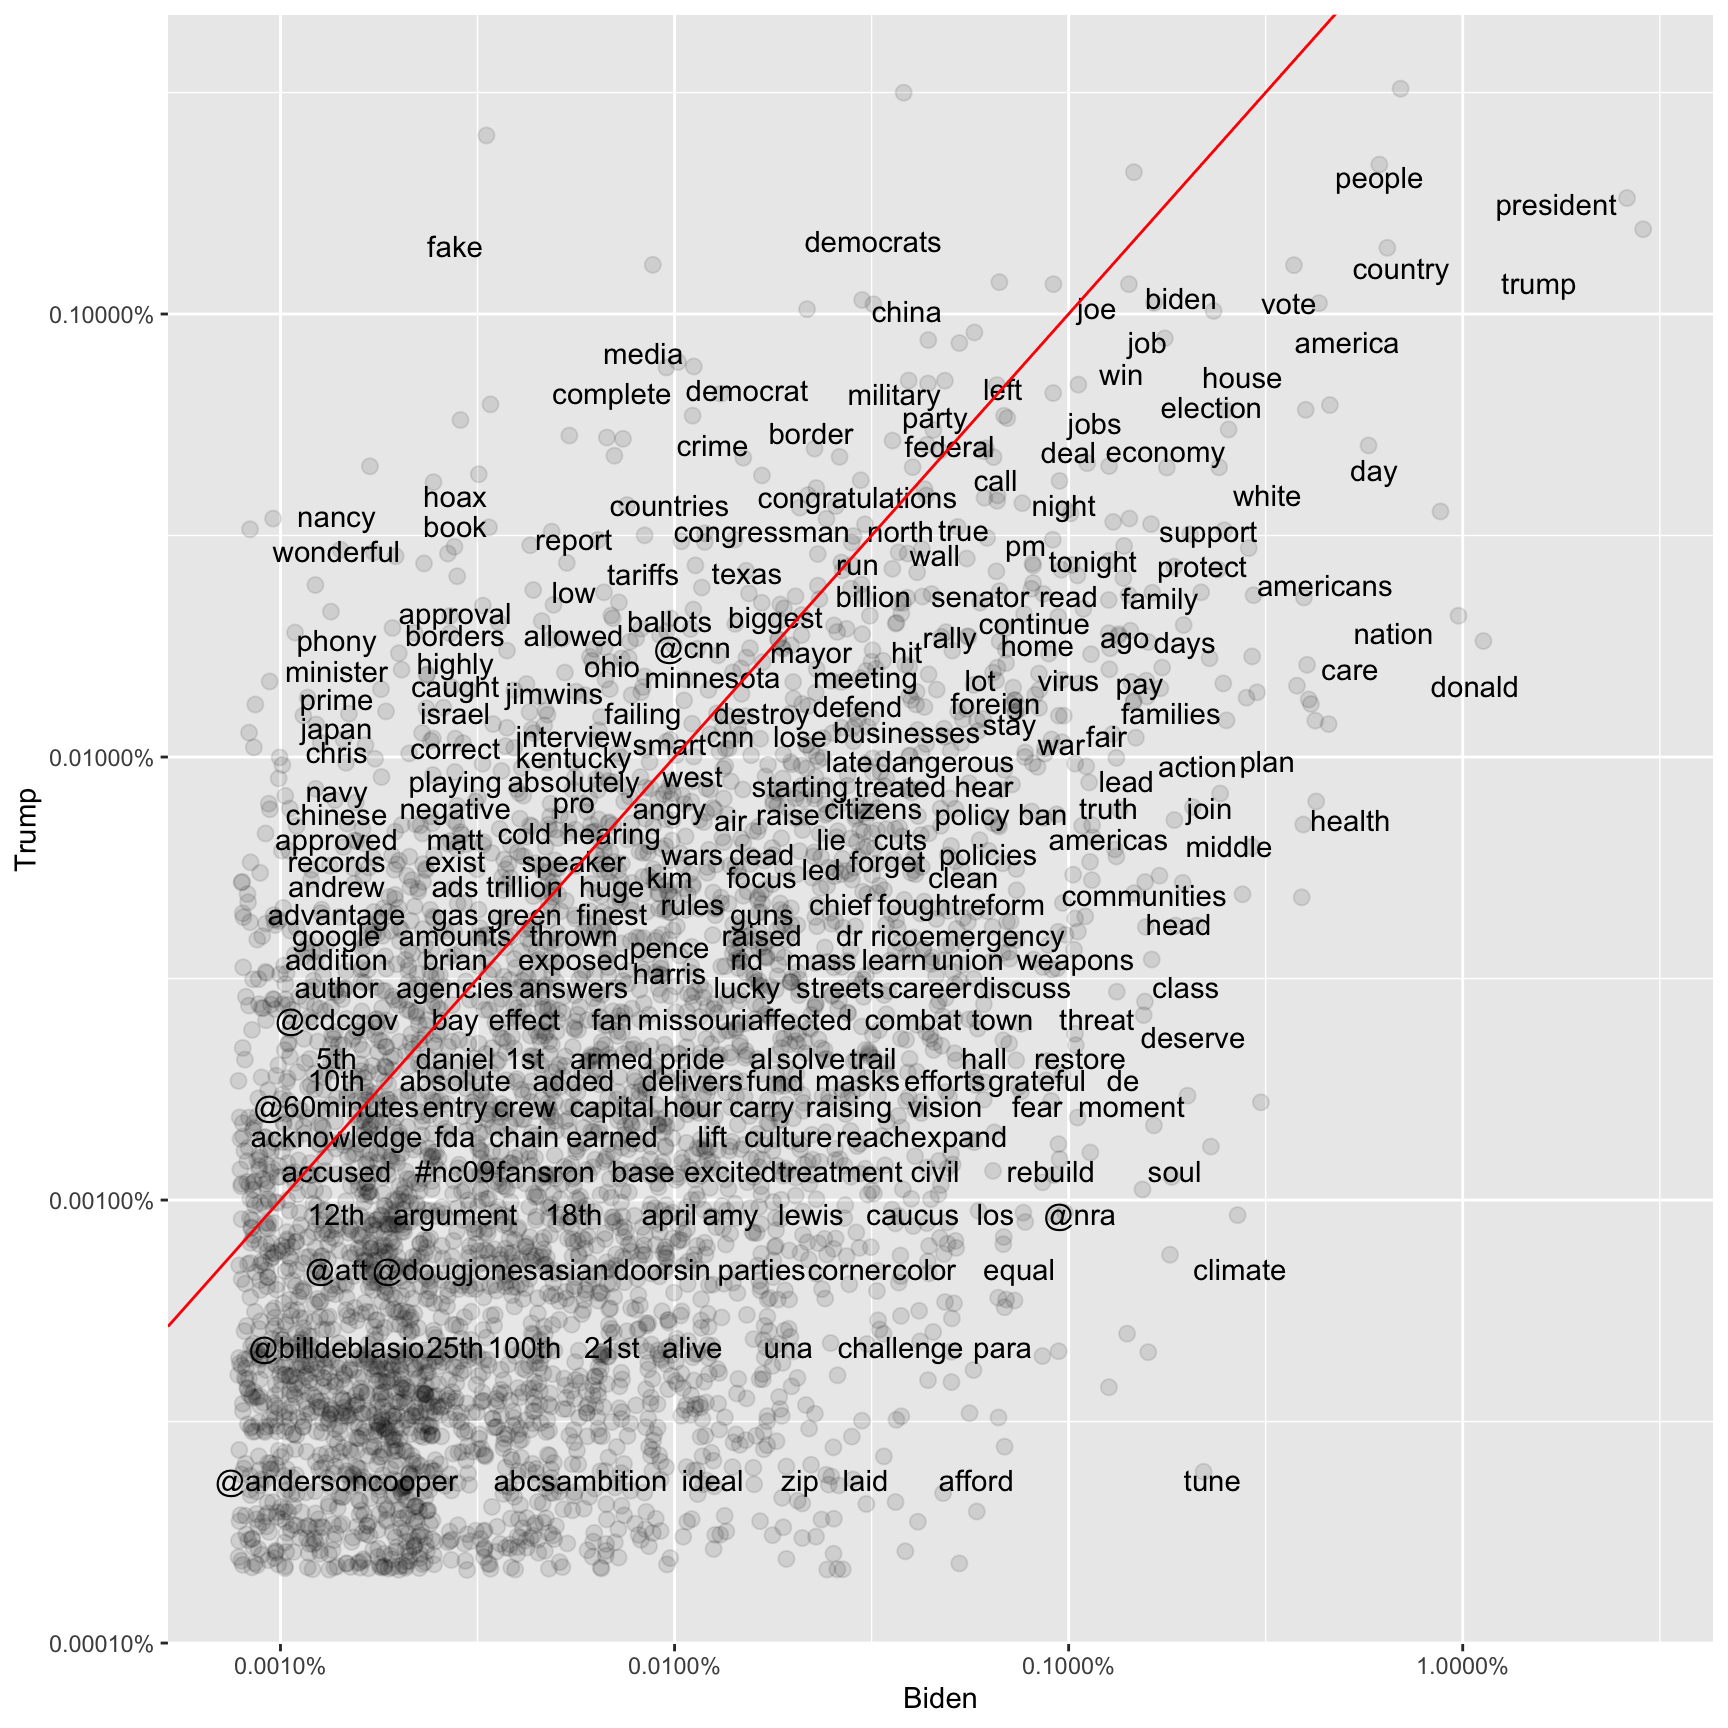 people
president
fake
democrats
country
trump
0.10000%
china
joe
biden
vote
media
job
america
complete
democrat
military
left
win
house
party
election
crime
border
federal
jobs
deal
economy
call
day
hoax
nancy
book
countries
congratulations
night
white
wonderful
report
congressman
north
true
pm
support
tariffs
texas
run
wall
tonight
protect
low
billion
senator
read
family
americans
approval
ballots
biggest
continue
phony
borders
allowed
@cnn
mayor
hit
rally
home
ago
days
nation
minister
highly
ohio
minnesota
meeting
lot
virus
pay
care
donald
prime
caught
jimwins
israel
failing
destroy
defend
foreign
families
japan
interview
smart
cnn
lose
businesses
stay
war
fair
0.01000%
chris
correct
kentucky
west
late
dangerous
action
plan
navy
playing
absolutely
starting
treated
hear
lead
chinese
negative
pro
angry
air
raise
citizens
policy
ban
truth
join
health
approved
matt
cold
hearing
lie
cuts
americas
middle
records
exist
speaker
wars
dead
led
forget
policies
andrew
ads
trillion
huge
kim
focus
clean
communities
advantage
gas
green
finest
rules
guns
chief
fought
reform
head
google
amounts
thrown
pence
raised
dr
rico
emergency
addition
brian
exposed
harris
rid
mass
learn
union
weapons
author
agencies
answers
lucky
streets
career
discuss
class
@cdcgov
bay
effect
fan
missouri
affected
combat
town
threat
deserve
5th
daniel
1st
armed
pride
al
solve
trail
hall
restore
10th
absolute
added
delivers
fund
masks
efforts
grateful
de
@60minutes
entry
crew
capital
hour
carry
raising
vision
fear
moment
acknowledge
fda
chain
earned
lift
culture
reach
expand
accused
#nc09
fans
ron
base
excited
treatment
civil
rebuild
soul
0.00100%
12th
argument
18th
april
amy
lewis
caucus
los
@nra
@att
@dougjones
asian
doors
in
parties
corner
color
equal
climate
@billdeblasio
25th
100th
21st
alive
una
challenge
para
@andersoncooper
abcs
ambition
ideal
zip
laid
afford
tune
0.00010%
0.0010%
0.0100%
0.1000%
1.0000%
Biden
Trump